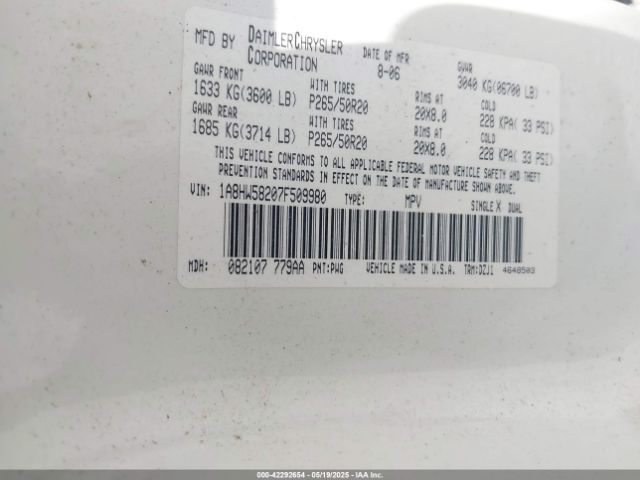 MFD BY DAIMLERCHRYSLER CORPORATION DATE OF MFR 8-06 GVWR 3040 KG(06700 LB)
GAWR FRONT WITH TIRES RIMS AT COLD
1633 KG(3600 LB) P265/50R20 20X8.0 228 KPA( 33 PSI)
GAWR REAR WITH TIRES RIMS AT COLD
1685 KG(3714 LB) P265/50R20 20X8.0 228 KPA( 33 PSI)
THIS VEHICLE CONFORMS TO ALL APPLICABLE FEDERAL MOTOR VEHICLE SAFETY AND THEFT
PREVENTION STANDARDS IN EFFECT ON THE DATE OF MANUFACTURE SHOWN ABOVE.
VIN: 1A8HW58207F509980 TYPE: MPV SINGLE X DUAL
MDH: 082107 779AA PNT:PWG VEHICLE MADE IN U.S.A. TRM:DZJ1 4648503
000-42292654 - 05/19/2025 - IAA Inc.